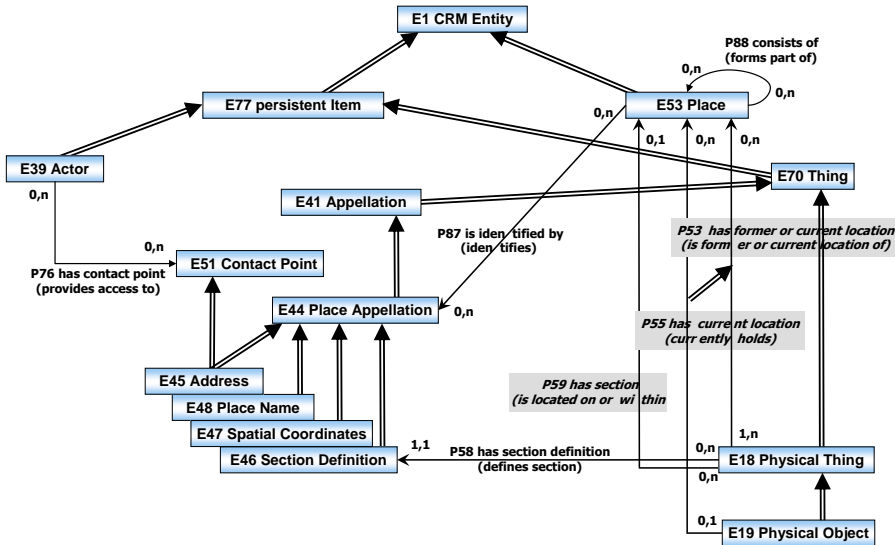 E1 CRM Entity
P88 consists of
(forms part of)
0,n
0,n
E77 persistent Item
E53 Place
0,n
0,1
0,n
0,n
E39 Actor
0,n
E70 Thing
E41 Appellation
P87 is iden tified by
(iden tifies)
P53 has former or current location
(is form er or current location of)
0,n
P76 has contact point
(provides access to)
E51 Contact Point
E44 Place Appellation
0,n
P55 has current location
(curr ently holds)
E45 Address
P59 has section
(is located on or wi thin
E48 Place Name
E47 Spatial Coordinates
1,1
P58 has section definition
(defines section)
0,n
1,n
E46 Section Definition
E18 Physical Thing
0,n
0,1
E19 Physical Object